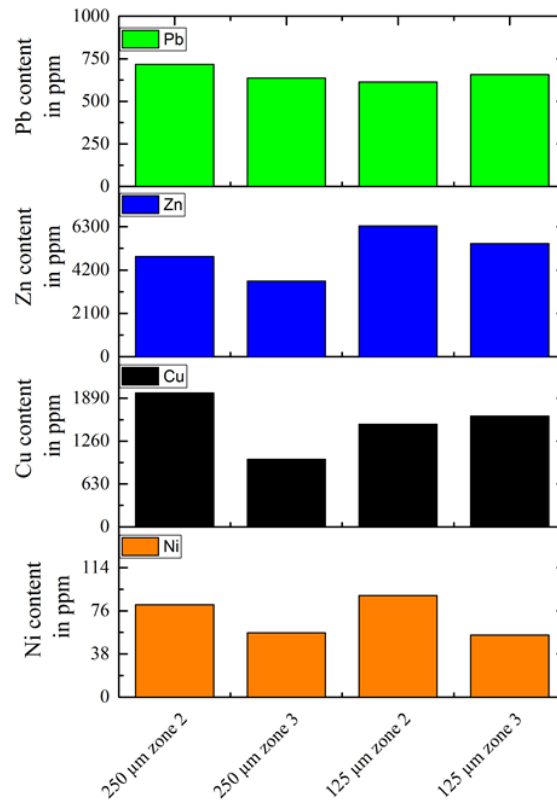 Pb content
in ppm
1000
750
500
250
0
Pb
Zn content
in ppm
6300
4200
2100
0
Zn
Cu content
in ppm
1890
1260
630
0
Cu
Ni content
in ppm
114
76
38
0
Ni
250 µm zone 2
250 µm zone 3
125 µm zone 2
125 µm zone 3